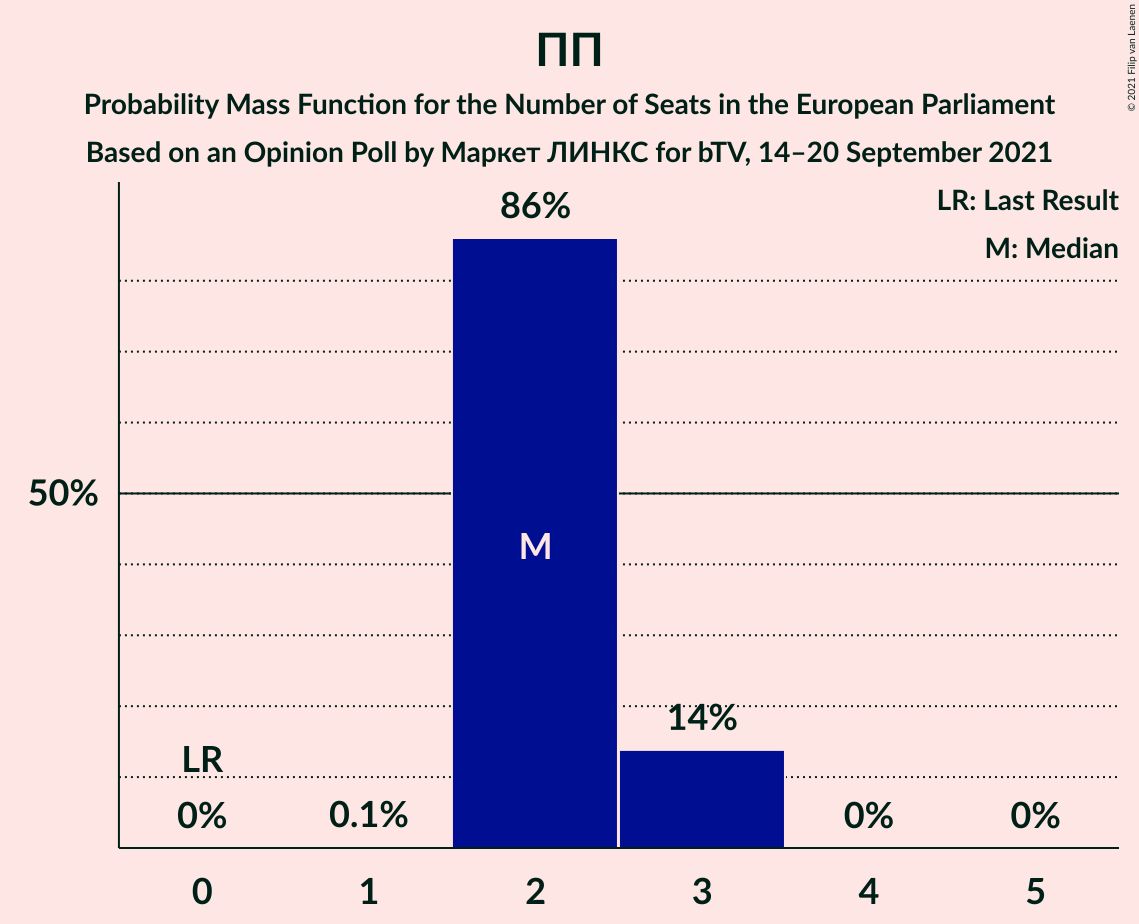 ПП
Probability Mass Function for the Number of Seats in the European Parliament
Based on an Opinion Poll by Маркет ЛИНКС for bTV, 14–20 September 2021
© 2021 Filip van Laenen
LR: Last Result
M: Median
86%
50%
M
14%
LR
0%
0.1%
0%
0%
0
1
2
3
4
5